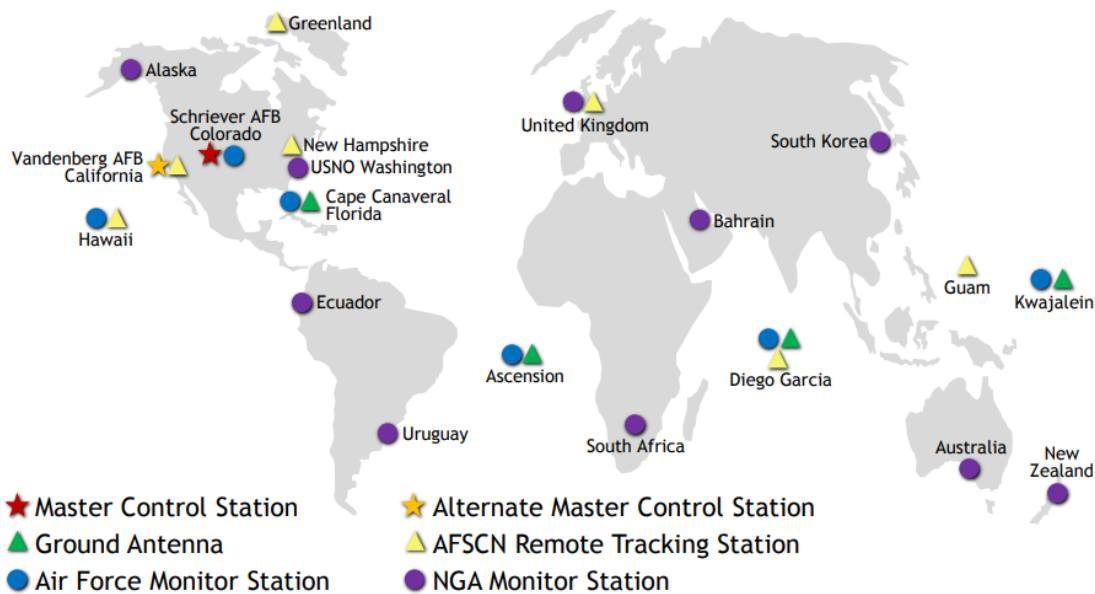 Greenland
Alaska
Schriever AFB
Colorado
United Kingdom
New Hampshire
South Korea
Vandenberg AFB
California
USNO Washington
Cape Canaveral
Florida
Bahrain
Hawaii
Guam
Kwajalein
Ecuador
Ascension
Diego Garcia
Uruguay
South Africa
Australia
New
Zealand
Master Control Station
Alternate Master Control Station
Ground Antenna
AFSCN Remote Tracking Station
Air Force Monitor Station
NGA Monitor Station